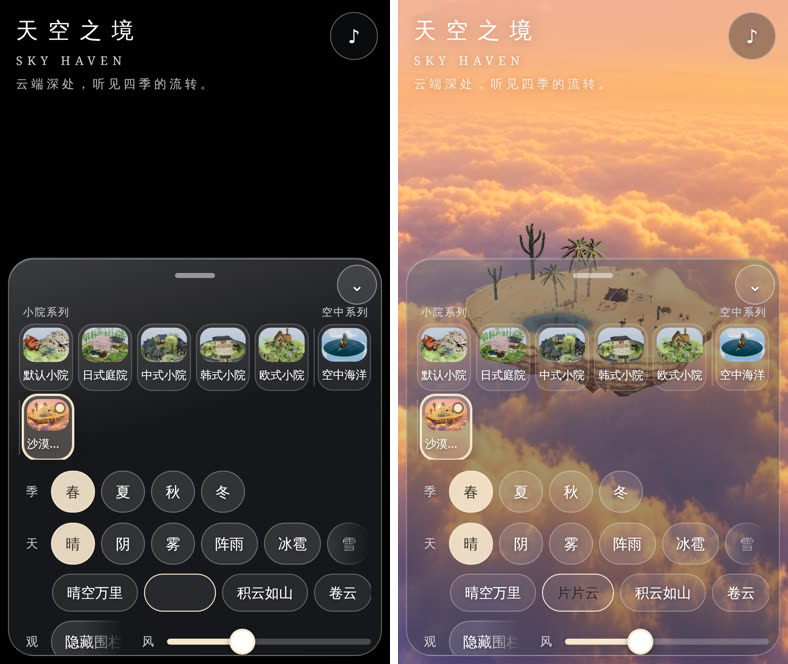 天空之境
♪
SKY HAVEN
云端深处，听见四季的流转。
小院系列 空中系列
默认小院 日式庭院 中式小院 韩式小院 欧式小院 空中海洋
沙漠...
季 春 夏 秋 冬
天 晴 阴 雾 阵雨 冰雹 雪
晴空万里 积云如山 卷云
观 隐藏围栏 风
天空之境
♪
SKY HAVEN
云端深处，听见四季的流转。
小院系列 空中系列
默认小院 日式庭院 中式小院 韩式小院 欧式小院 空中海洋
沙漠...
季 春 夏 秋 冬
天 晴 阴 雾 阵雨 冰雹 雪
晴空万里 片片云 积云如山 卷云
观 隐藏围栏 风